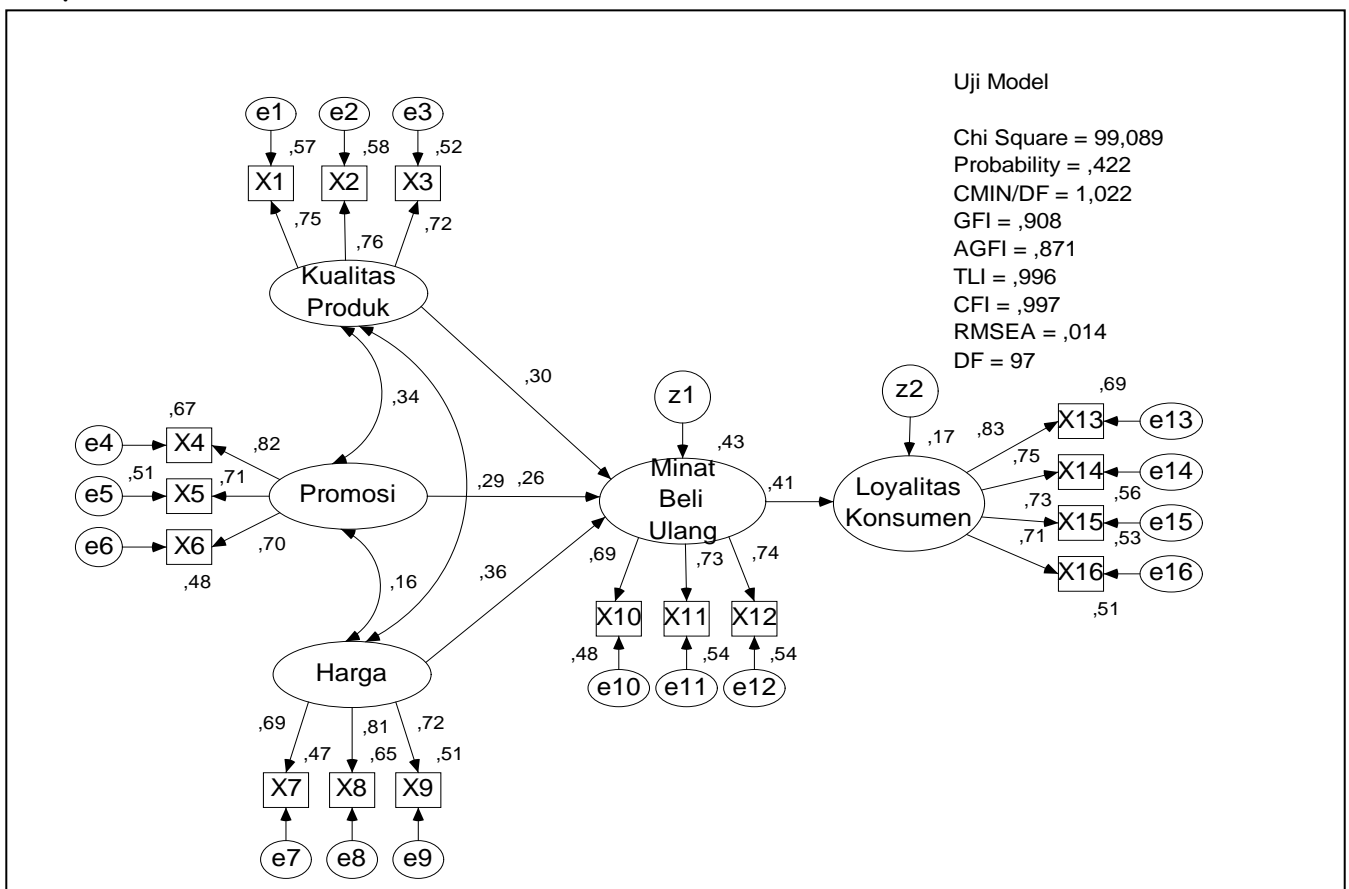 Uji Model
Chi Square = 99,089
Probability = ,422
CMIN/DF = 1,022
GFI = ,908
AGFI = ,871
TLI = ,996
CFI = ,997
RMSEA = ,014
DF = 97
e1 e2 e3
,57 ,58 ,52
X1 X2 X3
,75 ,76 ,72
Kualitas
Produk
,30
,34
,67
e4 X4 ,82
,51
e5 X5 ,71
e6 X6 ,70
,48
Promosi
,29 ,26
,16
,36
Harga
,69 ,81 ,72
,47 ,65 ,51
X7 X8 X9
e7 e8 e9
z1
,43
Minat
Beli
Ulang
,69 ,73 ,74
X10 X11 X12
,48 ,54 ,54
e10 e11 e12
,41
z2
,17
Loyalitas
Konsumen
,69
,83 X13 e13
,75 X14 e14
,56
,73 X15 e15
,53
,71 X16 e16
,51